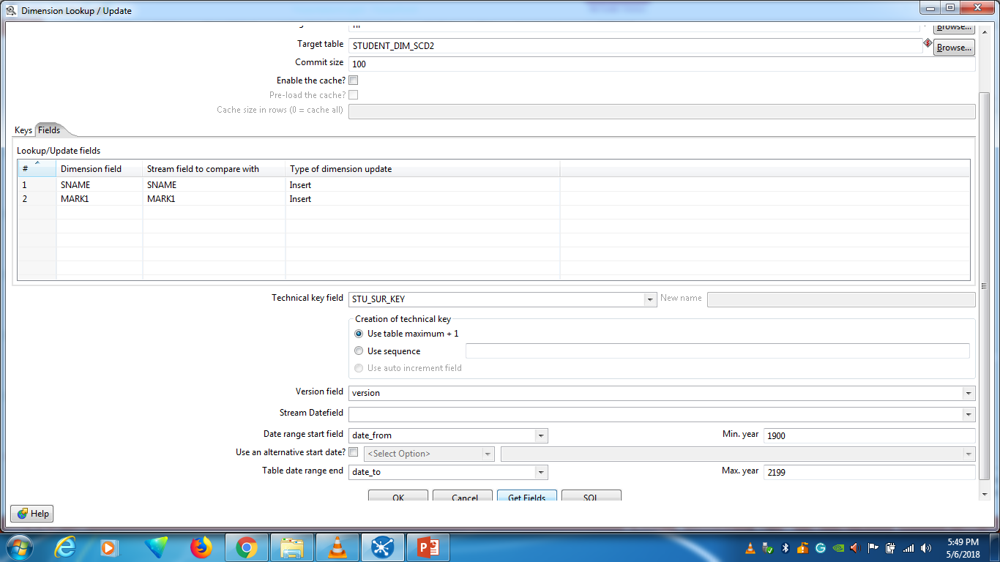 Dimension Lookup / Update
Browse...
Target table STUDENT_DIM_SCD2 Browse...
Commit size 100
Enable the cache?
Pre-load the cache?
Cache size in rows (0 = cache all)
Keys Fields
Lookup/Update fields
# Dimension field Stream field to compare with Type of dimension update
1 SNAME SNAME Insert
2 MARK1 MARK1 Insert
Technical key field STU_SUR_KEY New name
Creation of technical key
Use table maximum + 1
Use sequence
Use auto increment field
Version field version
Stream Datefield
Date range start field date_from Min. year 1900
Use an alternative start date? <Select Option>
Table date range end date_to Max. year 2199
OK Cancel Get Fields SQL
Help
5:49 PM
5/6/2018